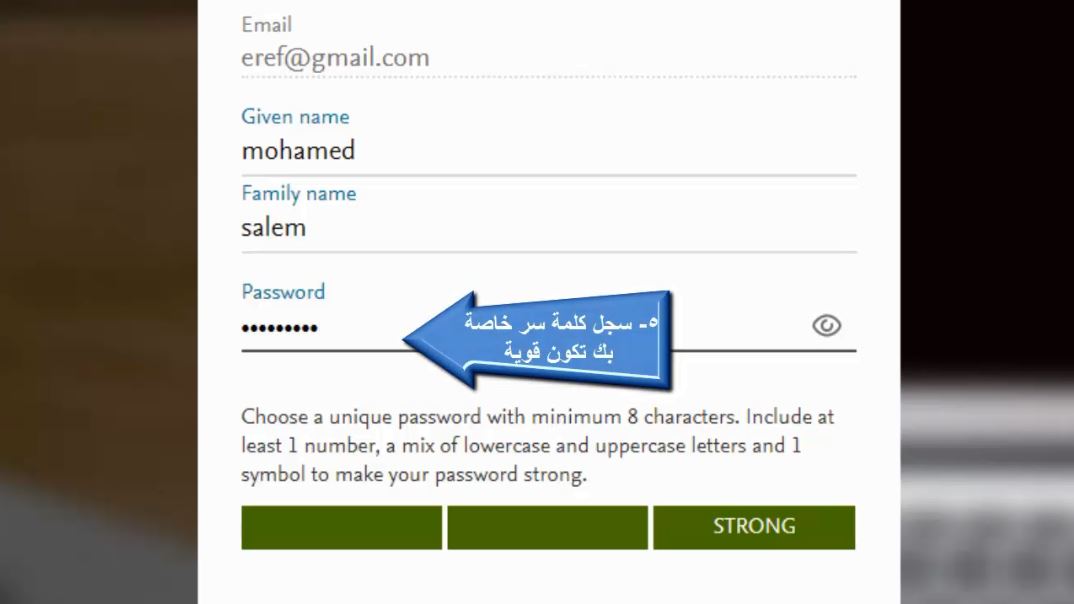 Email
eref@gmail.com
Given name
mohamed
Family name
salem
Password
•••••••••
٥- سجل كلمة سر خاصة
بك تكون قوية
Choose a unique password with minimum 8 characters. Include at
least 1 number, a mix of lowercase and uppercase letters and 1
symbol to make your password strong.
STRONG